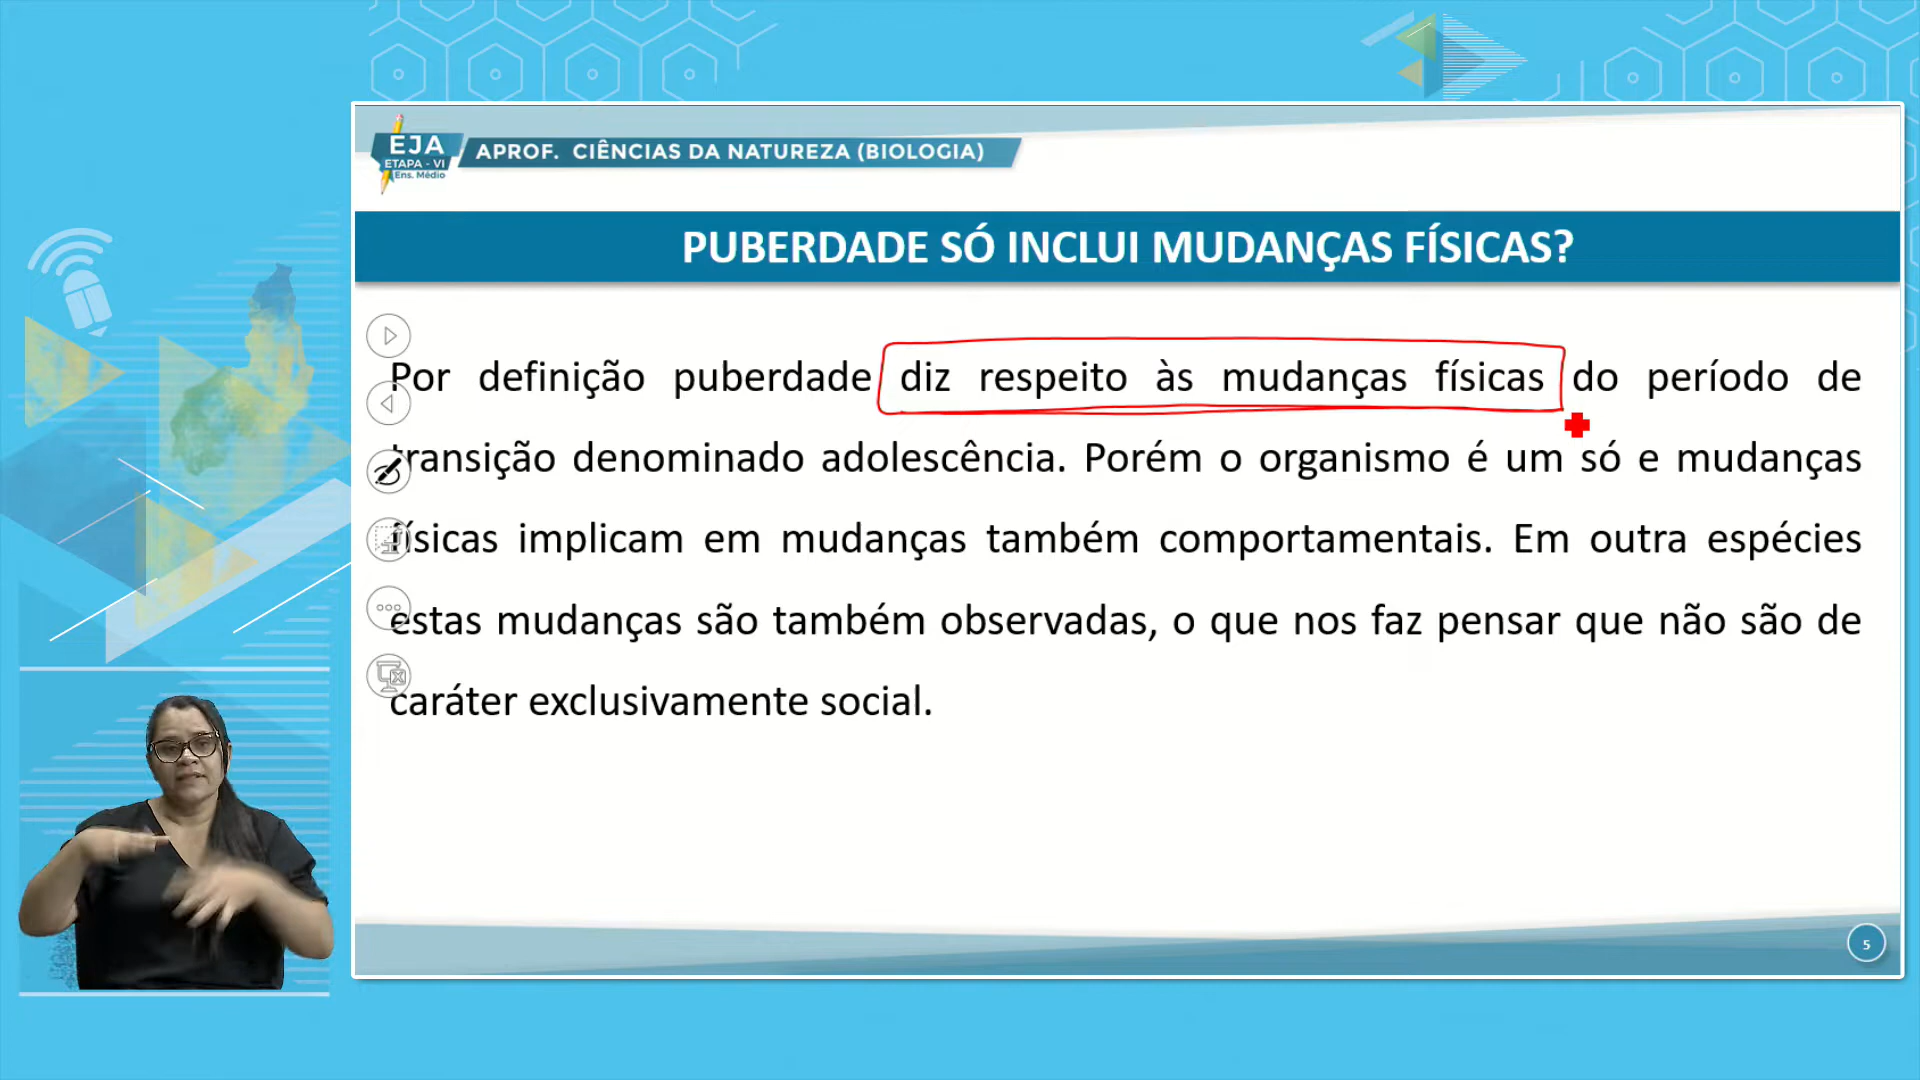 EJA
ETAPA - VI
Ens. Médio
APROF. CIÊNCIAS DA NATUREZA (BIOLOGIA)
PUBERDADE SÓ INCLUI MUDANÇAS FÍSICAS?
Por definição puberdade diz respeito às mudanças físicas do período de
transição denominado adolescência. Porém o organismo é um só e mudanças
físicas implicam em mudanças também comportamentais. Em outra espécies
estas mudanças são também observadas, o que nos faz pensar que não são de
caráter exclusivamente social.
5